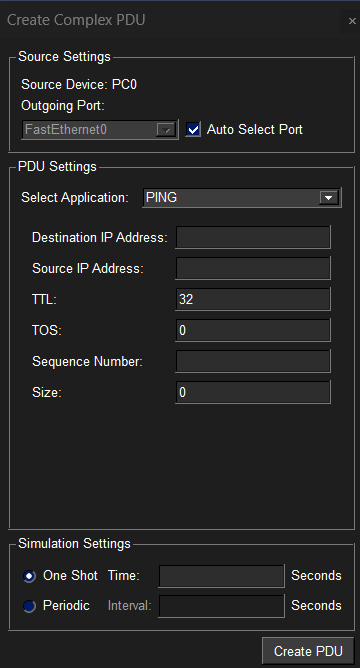 Create Complex PDU
Source Settings
Source Device: PC0
Outgoing Port:
FastEthernet0
Auto Select Port
PDU Settings
Select Application: PING
Destination IP Address:
Source IP Address:
TTL: 32
TOS: 0
Sequence Number:
Size: 0
Simulation Settings
One Shot Time: Seconds
Periodic Interval: Seconds
Create PDU